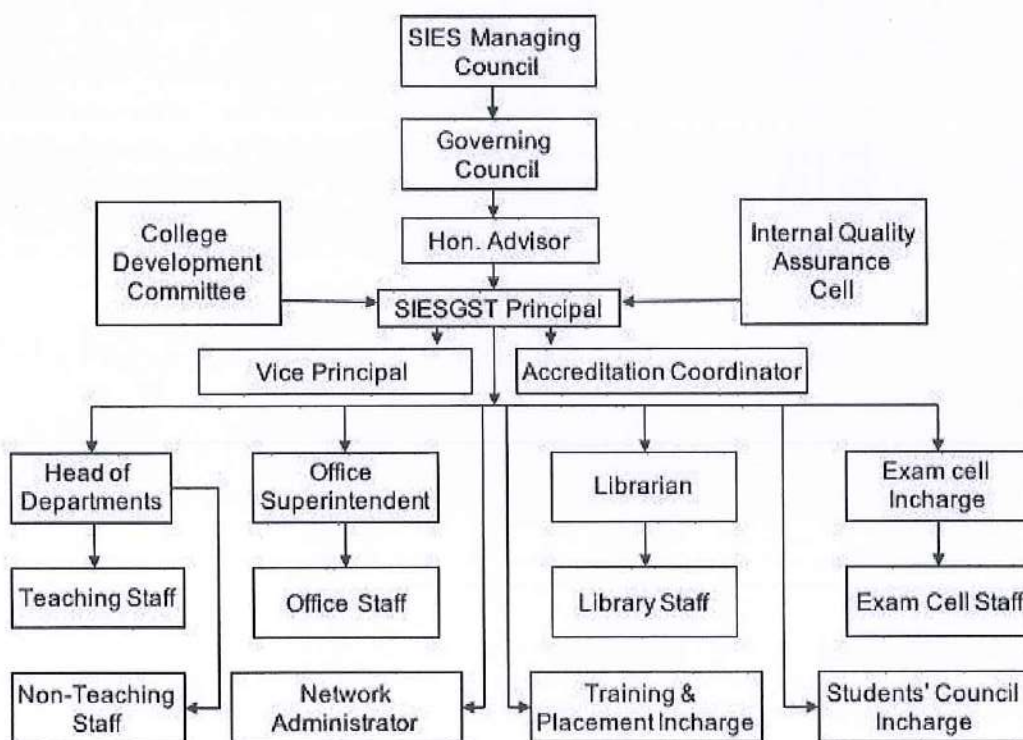 SIES Managing
Council
Governing
Council
Hon. Advisor
College
Development
Committee
Internal Quality
Assurance
Cell
SIESGST Principal
Vice Principal
Accreditation Coordinator
Head of
Departments
Office
Superintendent
Librarian
Exam cell
Incharge
Teaching Staff
Office Staff
Library Staff
Exam Cell Staff
Non-Teaching
Staff
Network
Administrator
Training &
Placement Incharge
Students' Council
Incharge